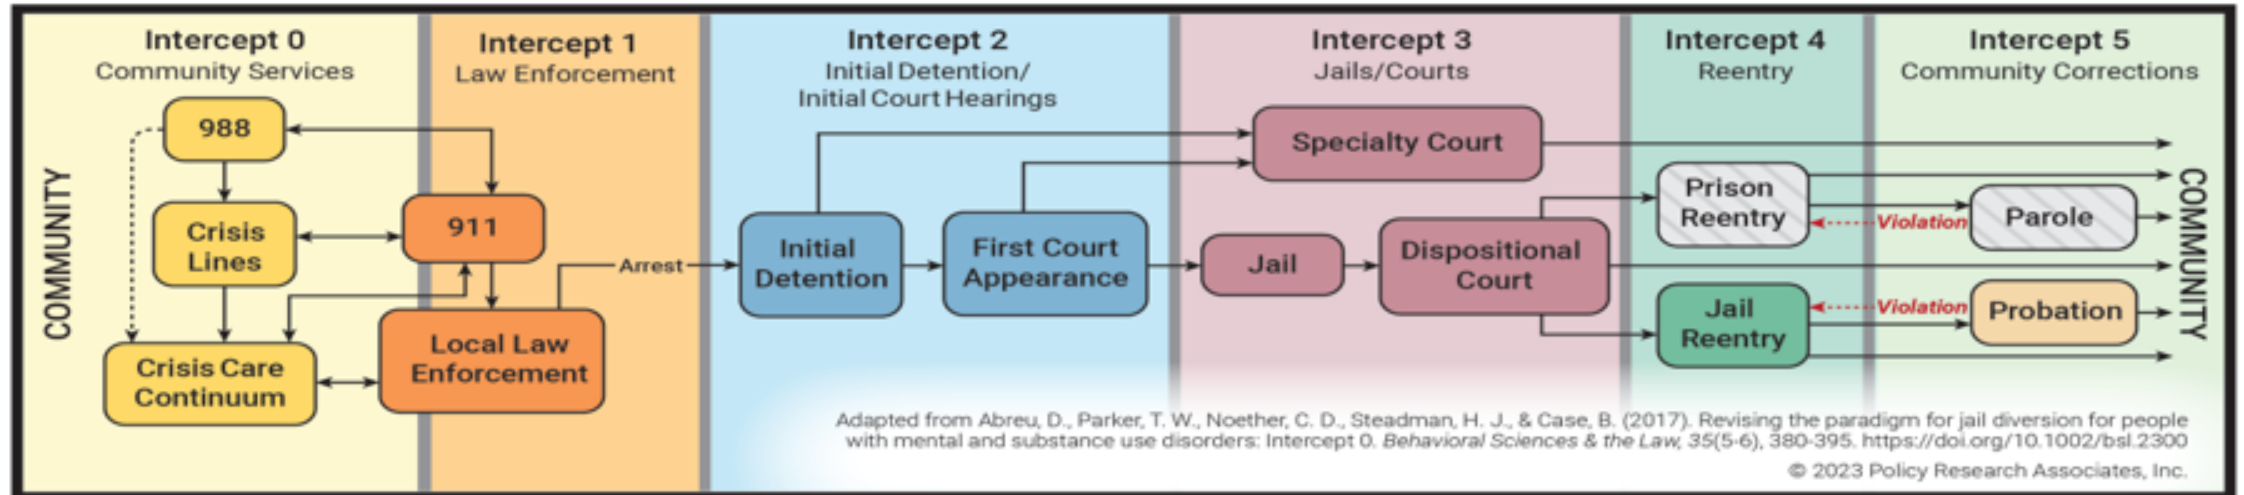 Intercept 0
Community Services
Intercept 1
Law Enforcement
Intercept 2
Initial Detention/
Initial Court Hearings
Intercept 3
Jails/Courts
Intercept 4
Reentry
Intercept 5
Community Corrections
COMMUNITY
988
Crisis
Lines
Crisis Care
Continuum
911
Local Law
Enforcement
Arrest
Initial
Detention
First Court
Appearance
Specialty Court
Jail
Dispositional
Court
Prison
Reentry
Violation
Parole
Jail
Reentry
Violation
Probation
COMMUNITY
Adapted from Abreu, D., Parker, T. W., Noether, C. D., Steadman, H. J., & Case, B. (2017). Revising the paradigm for jail diversion for people
with mental and substance use disorders: Intercept 0. Behavioral Sciences & the Law, 35(5-6), 380-395. https://doi.org/10.1002/bsl.2300
© 2023 Policy Research Associates, Inc.